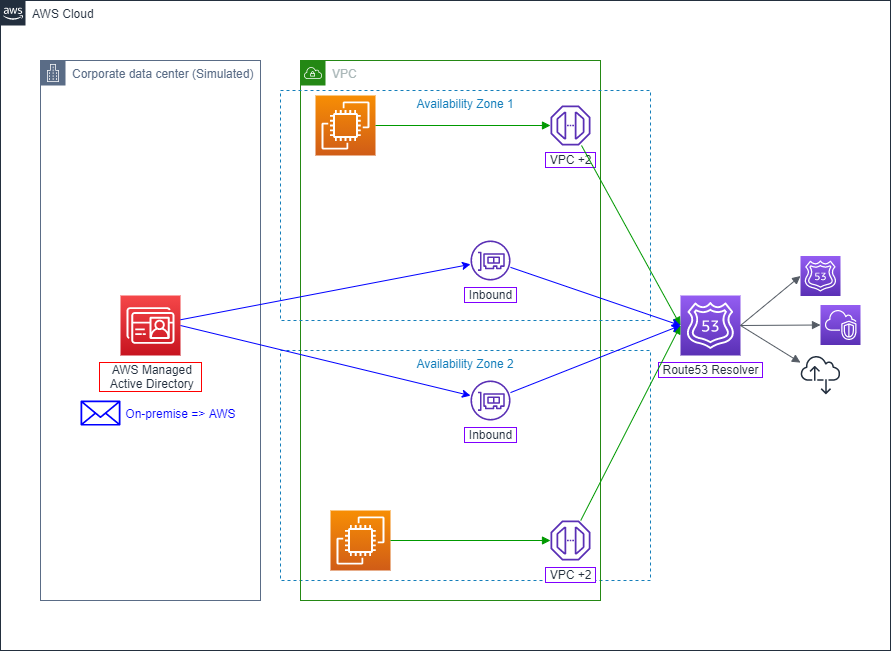 aws
AWS Cloud
Corporate data center (Simulated)
VPC
Availability Zone 1
VPC +2
Inbound
AWS Managed
Active Directory
On-premise => AWS
Availability Zone 2
Inbound
VPC +2
53
Route53 Resolver
53